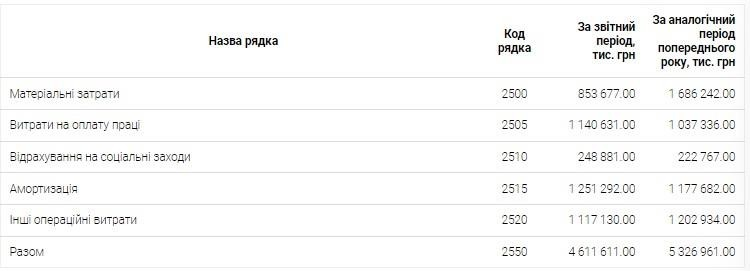 Назва рядка Код рядка За звітний період, тис. грн За аналогічний період попереднього року, тис. грн
Матеріальні затрати 2500 853 677.00 1 686 242.00
Витрати на оплату праці 2505 1 140 631.00 1 037 336.00
Відрахування на соціальні заходи 2510 248 881.00 222 767.00
Амортизація 2515 1 251 292.00 1 177 682.00
Інші операційні витрати 2520 1 117 130.00 1 202 934.00
Разом 2550 4 611 611.00 5 326 961.00